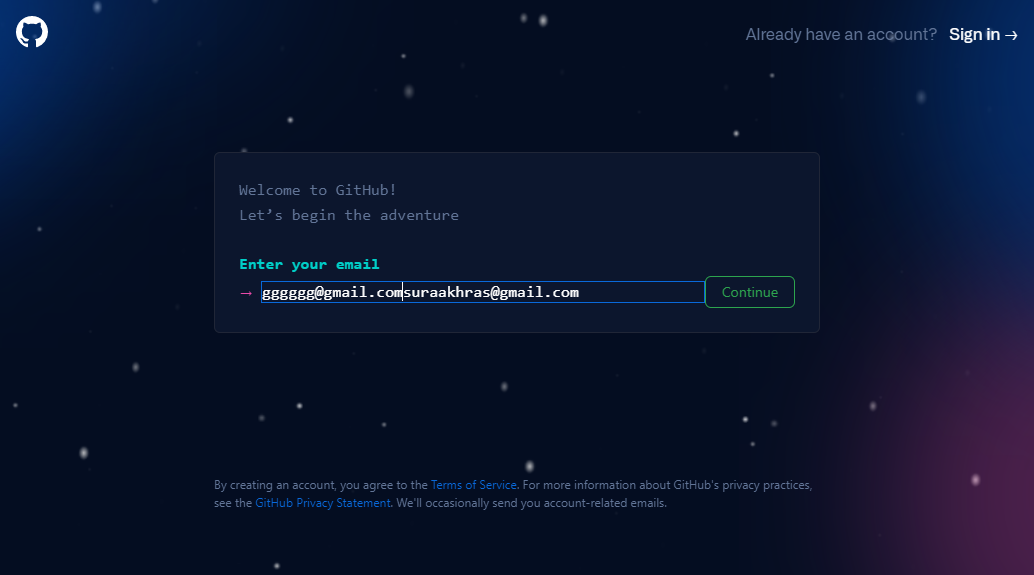 Already have an account? Sign in →
Welcome to GitHub!
Let’s begin the adventure
Enter your email
→ gggggg@gmail.comsuraakhras@gmail.com Continue
By creating an account, you agree to the Terms of Service. For more information about GitHub's privacy practices,
see the GitHub Privacy Statement. We'll occasionally send you account-related emails.